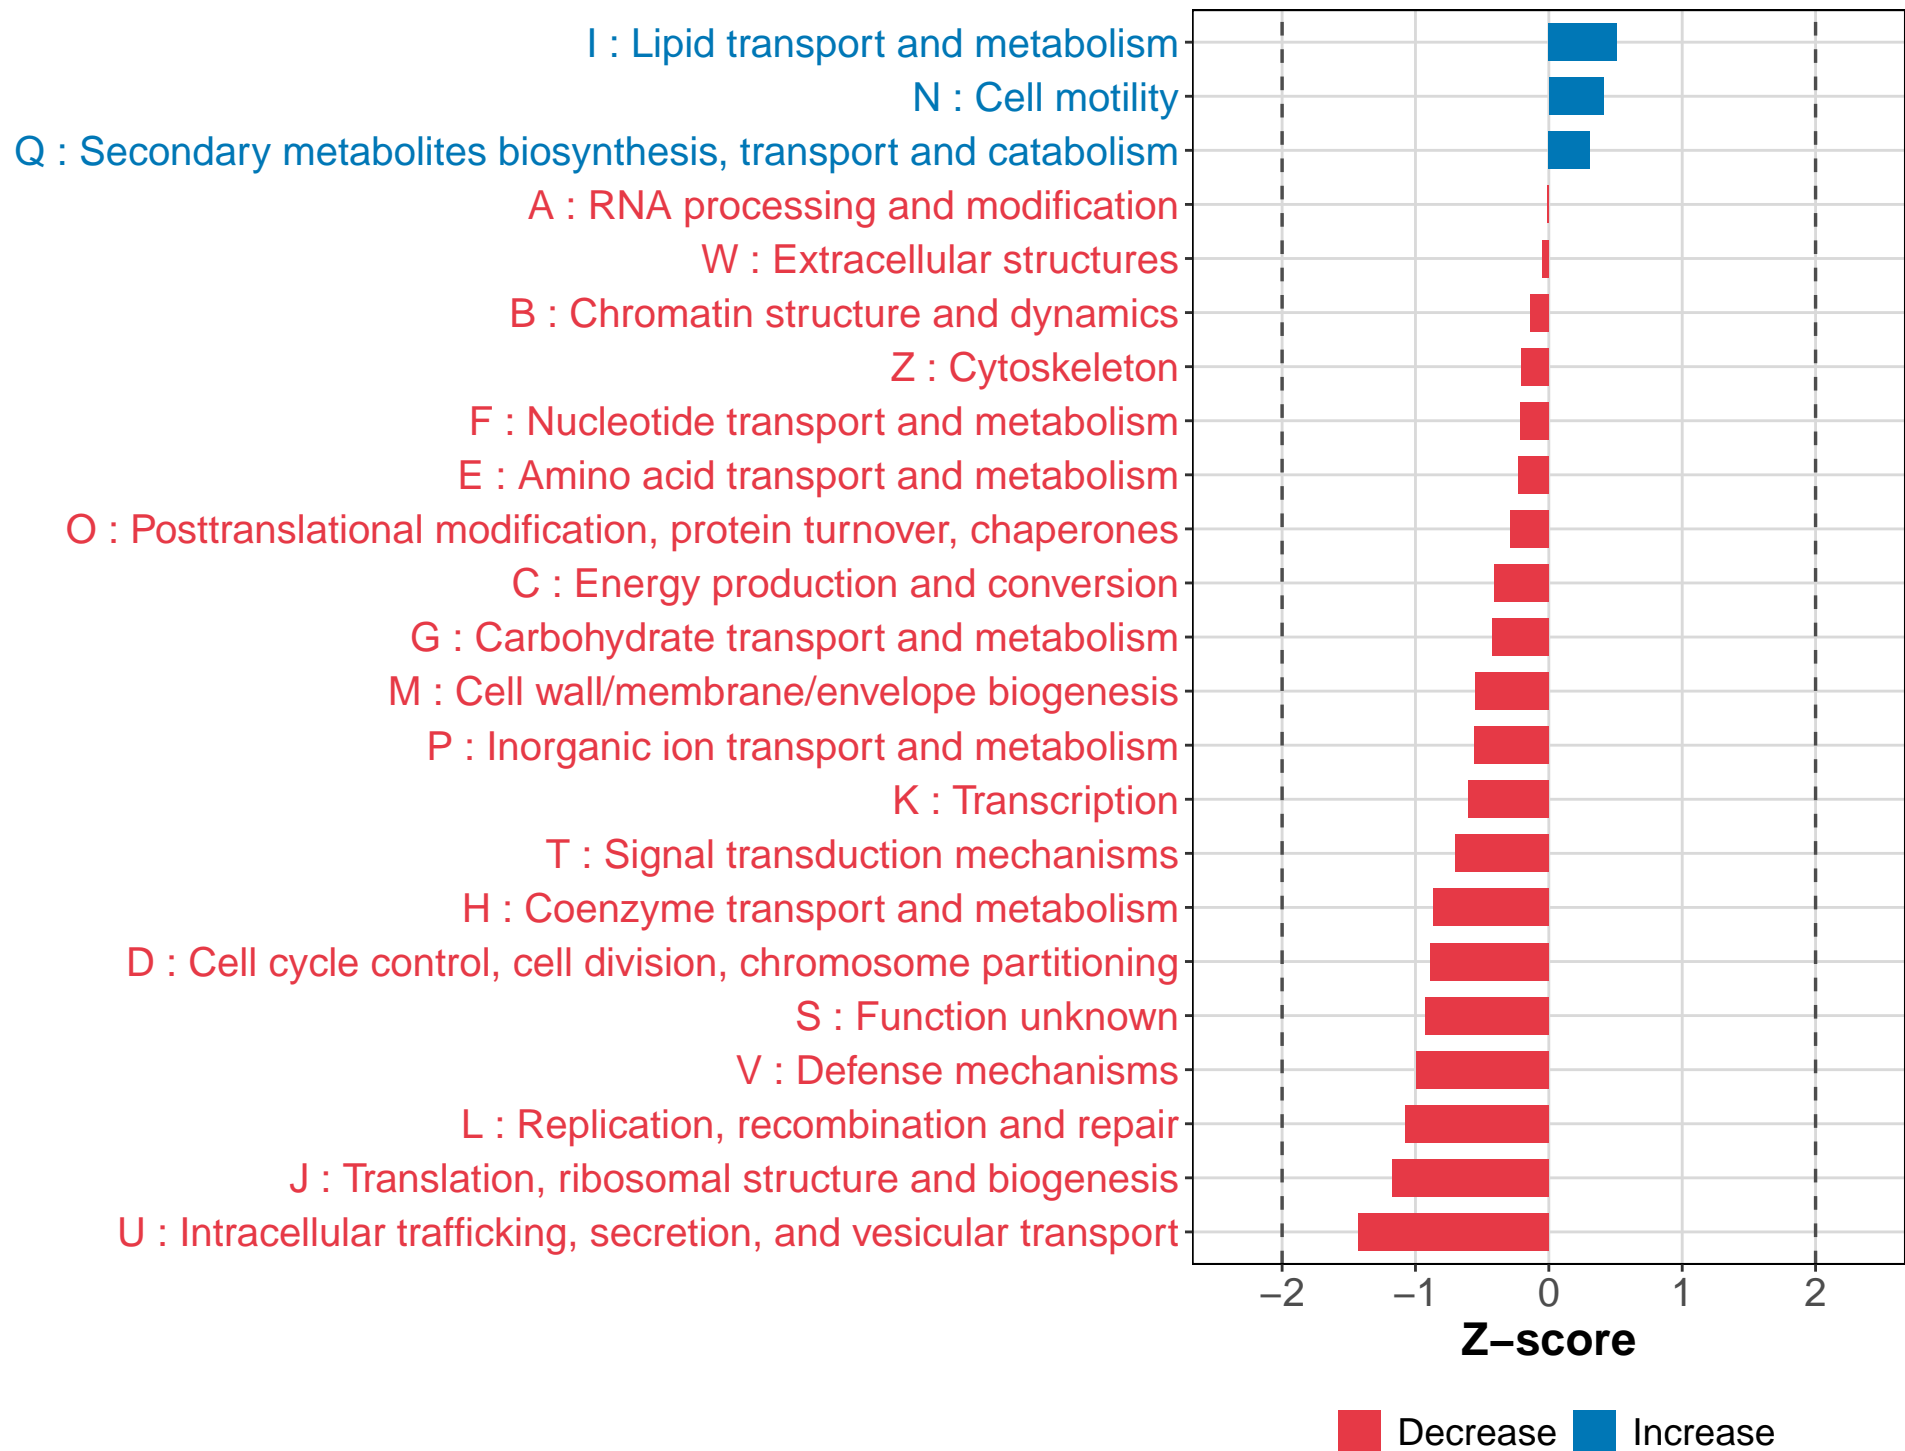 I : Lipid transport and metabolism
N : Cell motility
Q : Secondary metabolites biosynthesis, transport and catabolism
A : RNA processing and modification
W : Extracellular structures
B : Chromatin structure and dynamics
Z : Cytoskeleton
F : Nucleotide transport and metabolism
E : Amino acid transport and metabolism
O : Posttranslational modification, protein turnover, chaperones
C : Energy production and conversion
G : Carbohydrate transport and metabolism
M : Cell wall/membrane/envelope biogenesis
P : Inorganic ion transport and metabolism
K : Transcription
T : Signal transduction mechanisms
H : Coenzyme transport and metabolism
D : Cell cycle control, cell division, chromosome partitioning
S : Function unknown
V : Defense mechanisms
L : Replication, recombination and repair
J : Translation, ribosomal structure and biogenesis
U : Intracellular trafficking, secretion, and vesicular transport
−2 −1 0 1 2
Z−score
Decrease Increase